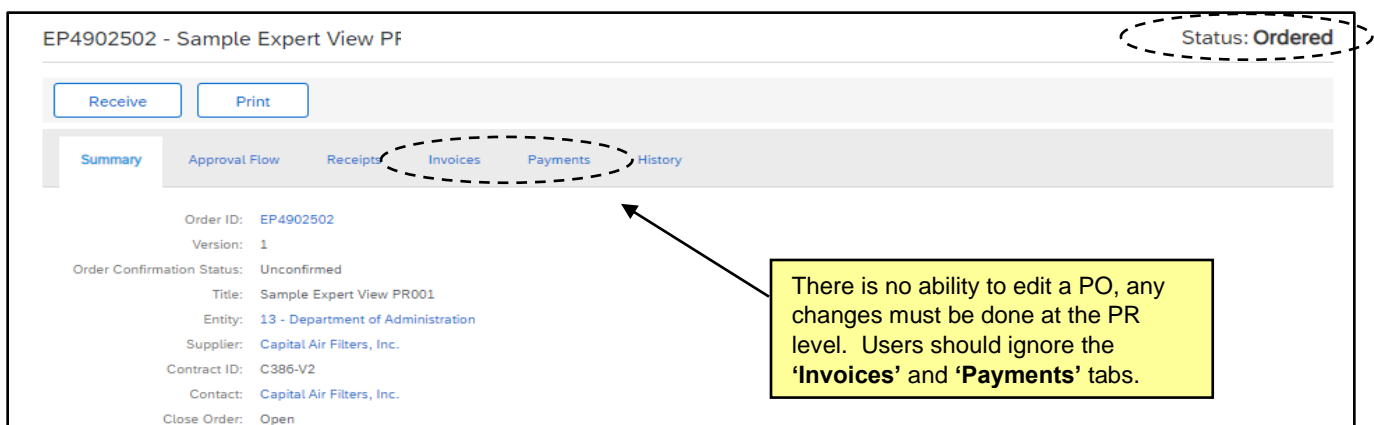 EP4902502 - Sample Expert View PR
Status: Ordered
Receive Print
Summary Approval Flow Receipts Invoices Payments History
Order ID: EP4902502
Version: 1
Order Confirmation Status: Unconfirmed
Title: Sample Expert View PR001
Entity: 13 - Department of Administration
Supplier: Capital Air Filters, Inc.
Contract ID: C386-V2
Contact: Capital Air Filters, Inc.
Close Order: Open
There is no ability to edit a PO, any
changes must be done at the PR
level. Users should ignore the
‘Invoices’ and ‘Payments’ tabs.